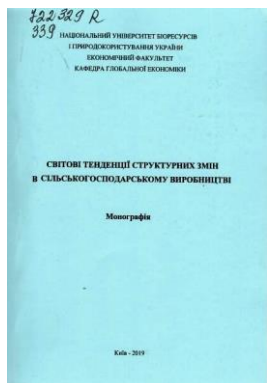 722329 R
339
НАЦІОНАЛЬНИЙ УНІВЕРСИТЕТ БІОРЕСУРСІВ
І ПРИРОДОКОРИСТУВАННЯ УКРАЇНИ
ЕКОНОМІЧНИЙ ФАКУЛЬТЕТ
КАФЕДРА ГЛОБАЛЬНОЇ ЕКОНОМІКИ
СВІТОВІ ТЕНДЕНЦІЇ СТРУКТУРНИХ ЗМІН
В СІЛЬСЬКОГОСПОДАРСЬКОМУ ВИРОБНИЦТВІ
Монографія
Київ - 2019